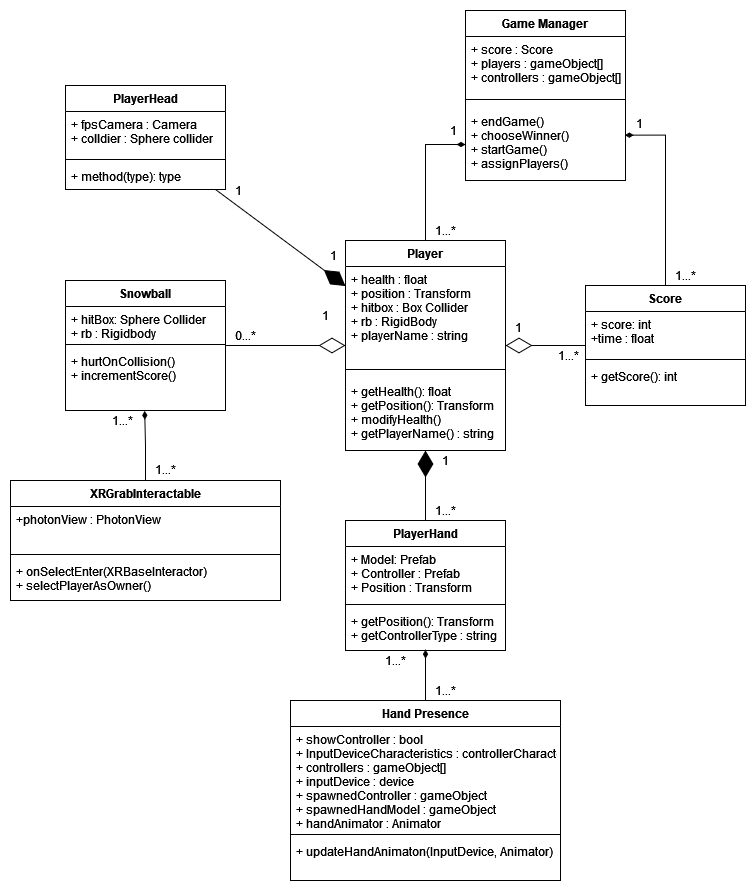 Game Manager
+ score : Score
+ players : gameObject[]
+ controllers : gameObject[]
+ endGame()
+ chooseWinner()
+ startGame()
+ assignPlayers()
1
1
PlayerHead
+ fpsCamera : Camera
+ colldier : Sphere collider
+ method(type): type
1
1
1...*
1...*
Player
+ health : float
+ position : Transform
+ hitbox : Box Collider
+ rb : RigidBody
+ playerName : string
+ getHealth(): float
+ getPosition(): Transform
+ modifyHealth()
+ getPlayerName() : string
Snowball
+ hitBox: Sphere Collider
+ rb : Rigidbody
+ hurtOnCollision()
+ incrementScore()
0...*
1
1
1...*
Score
+ score: int
+time : float
+ getScore(): int
1...*
1...*
XRGrabInteractable
+photonView : PhotonView
+ onSelectEnter(XRBaseInteractor)
+ selectPlayerAsOwner()
1
1...*
PlayerHand
+ Model: Prefab
+ Controller : Prefab
+ Position : Transform
+ getPosition(): Transform
+ getControllerType : string
1...*
1...*
Hand Presence
+ showController : bool
+ InputDeviceCharacteristics : controllerCharact
+ controllers : gameObject[]
+ inputDevice : device
+ spawnedController : gameObject
+ spawnedHandModel : gameObject
+ handAnimator : Animator
+ updateHandAnimaton(InputDevice, Animator)